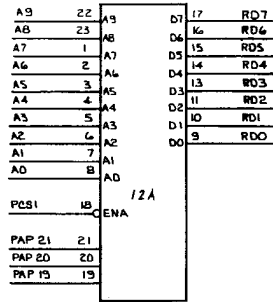 A9 22 A9 D7 17 RD7
A8 23 A8 D6 16 RD6
A7 1 A7 D5 15 RD5
A6 2 A6 D4 14 RD4
A5 3 A5 D3 13 RD3
A4 4 A4 D2 11 RD2
A3 5 A3 D1 10 RD1
A2 6 A2 D0 9 RD0
A1 7 A1
A0 8 A0
12A
PCS1 18 ENA
PAP 21 21
PAP 20 20
PAP 19 19